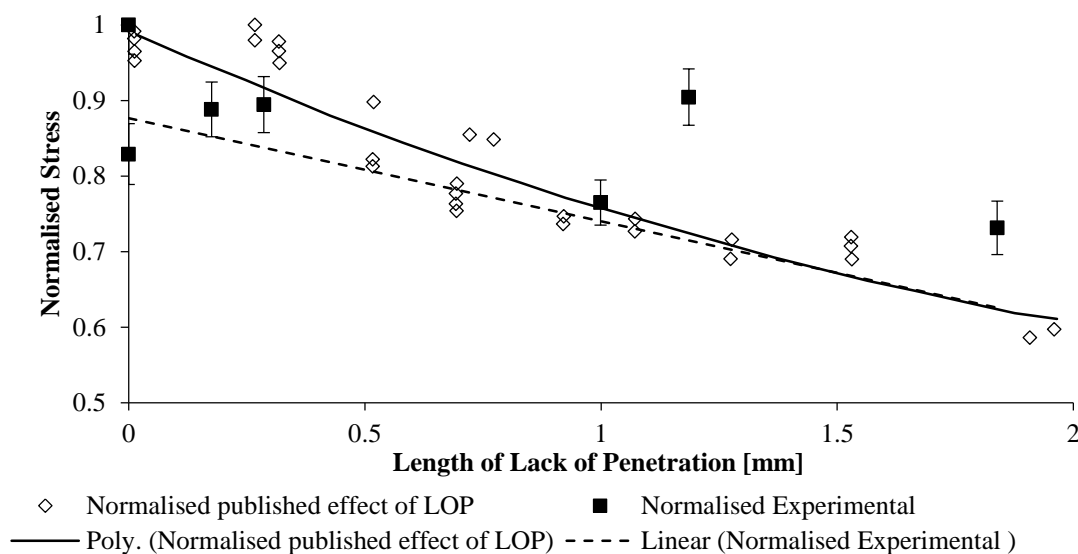 1
0.9
0.8
0.7
0.6
0.5
Normalised Stress
0 0.5 1 1.5 2
Length of Lack of Penetration [mm]
Normalised published effect of LOP Normalised Experimental
Poly. (Normalised published effect of LOP) Linear (Normalised Experimental )